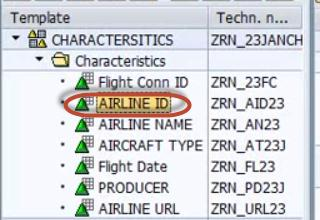 Template Techn. n...
CHARACTERSITICS ZRN_23JANCH
Characteristics
Flight Conn ID ZRN_23FC
AIRLINE ID ZRN_AID23
AIRLINE NAME ZRN_AN23
AIRCRAFT TYPE ZRN_AT23J
Flight Date ZRN_FL23
PRODUCER ZRN_PD23J
AIRLINE URL ZRN_URL23